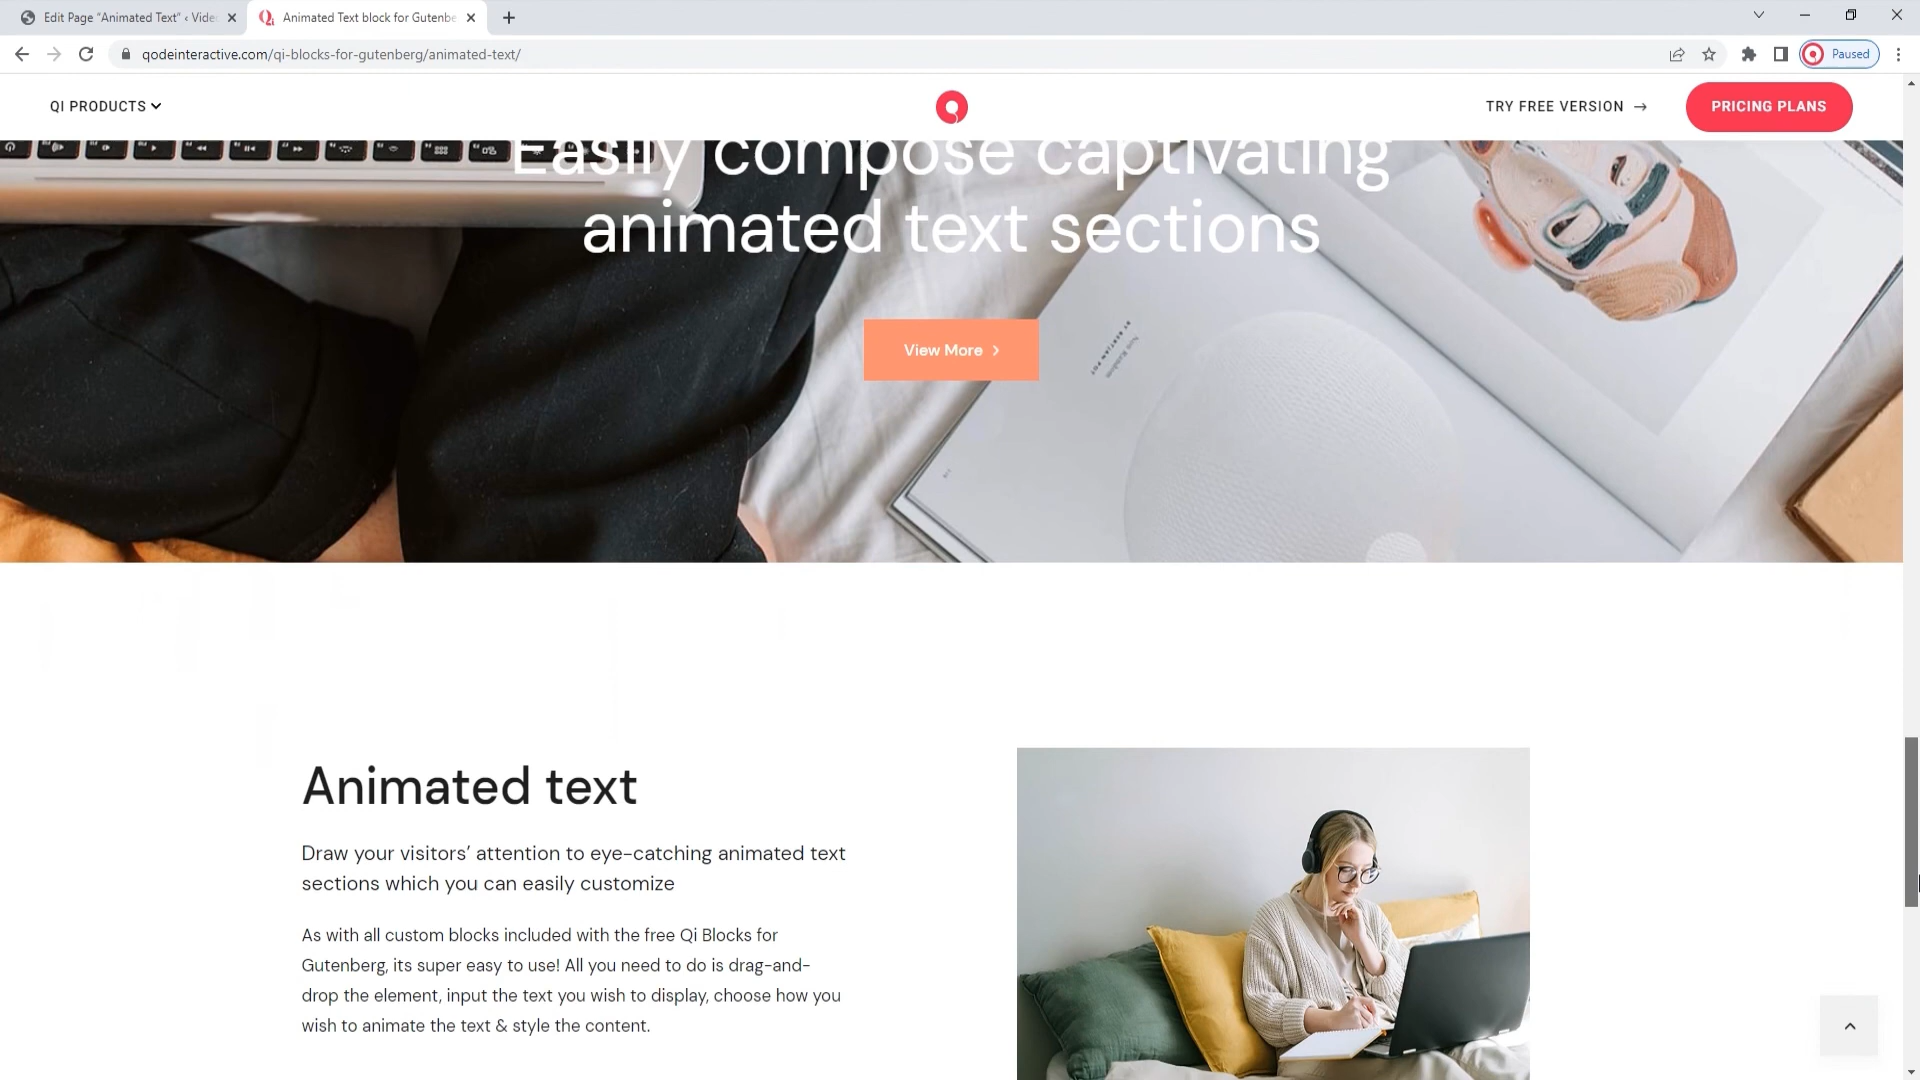 Edit Page “Animated Text” ‹ Vide
Animated Text block for Gutenbe
qodeinteractive.com/qi-blocks-for-gutenberg/animated-text/
Paused
QI PRODUCTS
TRY FREE VERSION →
PRICING PLANS
Easily compose captivating
animated text sections
View More
Animated text
Draw your visitors’ attention to eye-catching animated text
sections which you can easily customize
As with all custom blocks included with the free Qi Blocks for
Gutenberg, its super easy to use! All you need to do is drag-and-
drop the element, input the text you wish to display, choose how you
wish to animate the text & style the content.